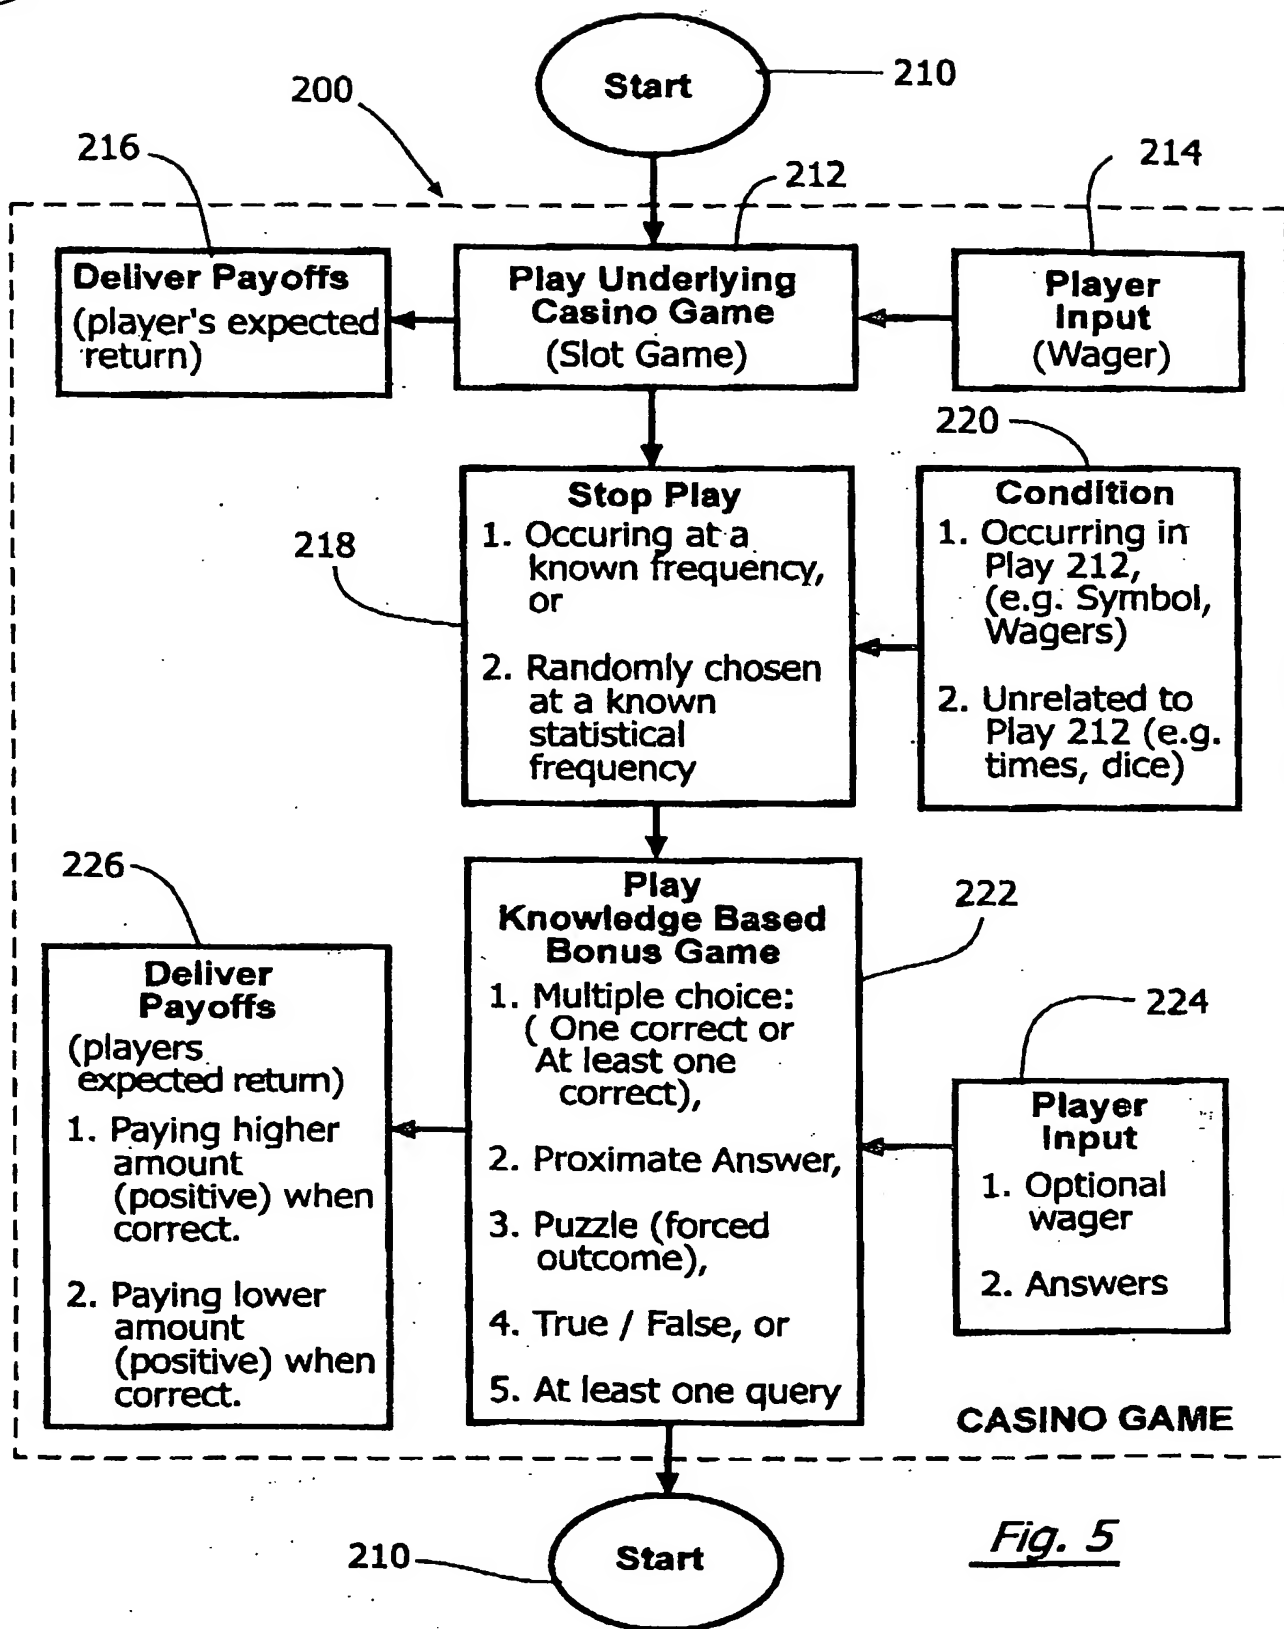 Start
210
200
216
212
214
Deliver Payoffs
(player's expected
return)
Play Underlying
Casino Game
(Slot Game)
Player
Input
(Wager)
220
218
Stop Play
1. Occuring at a
known frequency,
or
2. Randomly chosen
at a known
statistical
frequency
Condition
1. Occurring in
Play 212,
(e.g. Symbol,
Wagers)
2. Unrelated to
Play 212 (e.g.
times, dice)
226
222
224
Deliver
Payoffs
(players
expected return)
1. Paying higher
amount
(positive) when
correct.
2. Paying lower
amount
(positive) when
correct.
Play
Knowledge Based
Bonus Game
1. Multiple choice:
( One correct or
At least one
correct),
2. Proximate Answer,
3. Puzzle (forced
outcome),
4. True / False, or
5. At least one query
Player
Input
1. Optional
wager
2. Answers
CASINO GAME
210
Start
Fig. 5